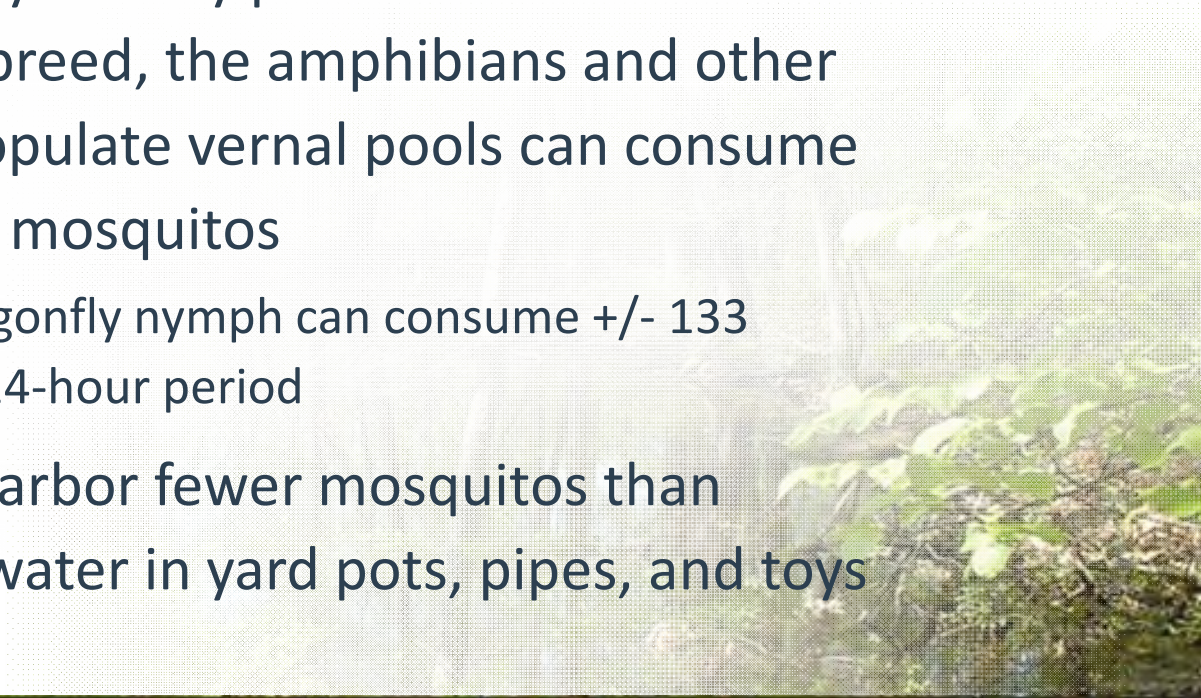 breed, the amphibians and other
populate vernal pools can consume
mosquitos
gonfly nymph can consume +/- 133
4-hour period
arbor fewer mosquitos than
water in yard pots, pipes, and toys